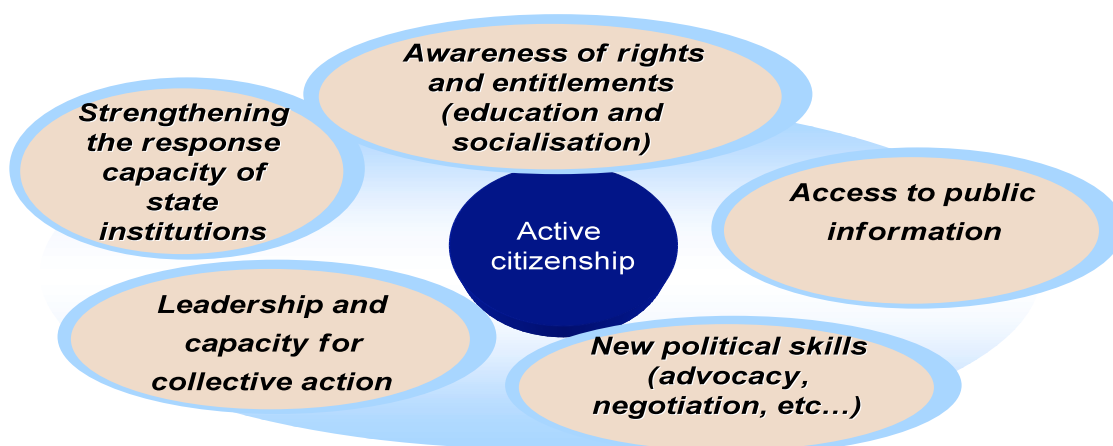 Awareness of rights
and entitlements
(education and
socialisation)
Strengthening
the response
capacity of
state
institutions
Access to public
information
Active
citizenship
Leadership and
capacity for
collective action
New political skills
(advocacy,
negotiation, etc…)